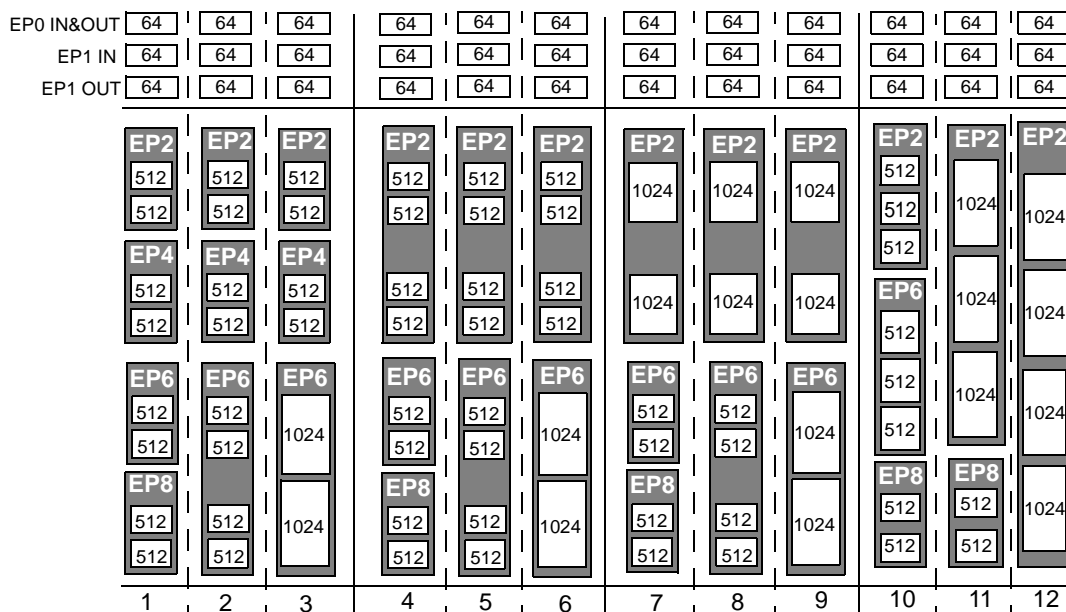 EP0 IN&OUT 64 64 64 64 64 64 64 64 64 64 64 64
EP1 IN 64 64 64 64 64 64 64 64 64 64 64 64
EP1 OUT 64 64 64 64 64 64 64 64 64 64 64 64
EP2 EP2 EP2 EP2 EP2 EP2 EP2 EP2 EP2 EP2 EP2 EP2
512 512 512 512 512 512 1024 1024 1024 512 1024 1024
512 512 512 512 512 512 512
EP4 EP4 EP4 512
512 512 512 512 512 512 1024 1024 1024 EP6 1024 1024
512 512 512 512 512 512 512
EP6 EP6 EP6 EP6 EP6 EP6 EP6 EP6 EP6 512 1024
512 512 1024 512 512 1024 512 512 1024 512 1024
512 512 512 512 512 512
EP8 EP8 EP8 EP8 EP8
512 512 1024 512 512 1024 512 512 1024 512 512 1024
512 512 512 512 512 512 512 512
1 2 3 4 5 6 7 8 9 10 11 12